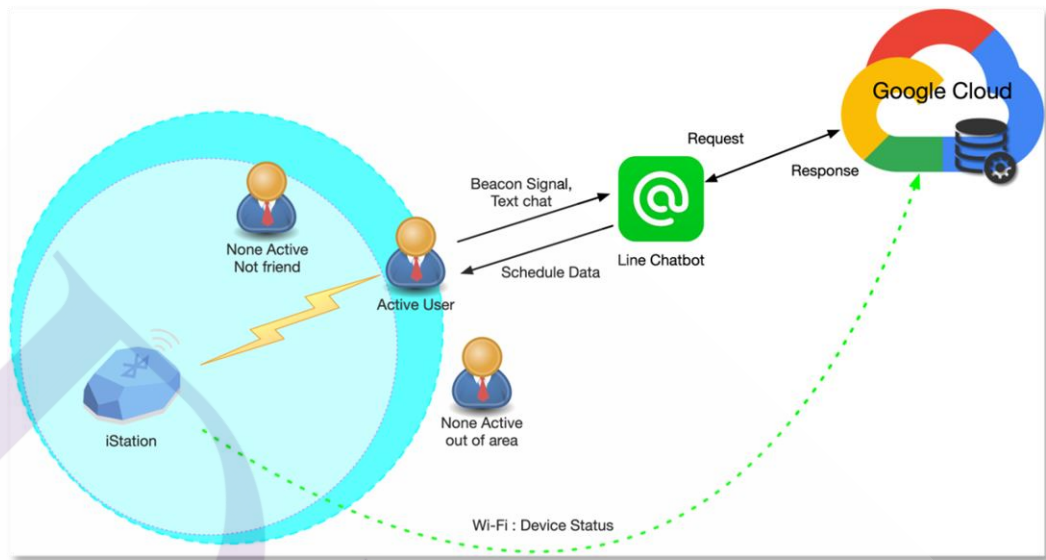 Google Cloud
Request
Response
Beacon Signal,
Text chat
None Active
Not friend
Line Chatbot
Schedule Data
Active User
None Active
out of area
iStation
Wi-Fi : Device Status